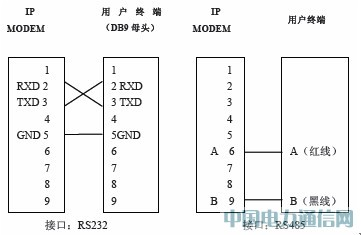 IP
MODEM
用 户 终 端
(DB9 母头)
1
RXD 2
TXD 3
4
GND 5
6
7
8
9
1
2 RXD
3 TXD
4
5GND
6
7
8
9
接口：RS232
IP
MODEM
用户终端
1
2
3
4
5
A 6
7
8
B 9
A（红线）
B（黑线）
接口：RS485
中国电力通信网